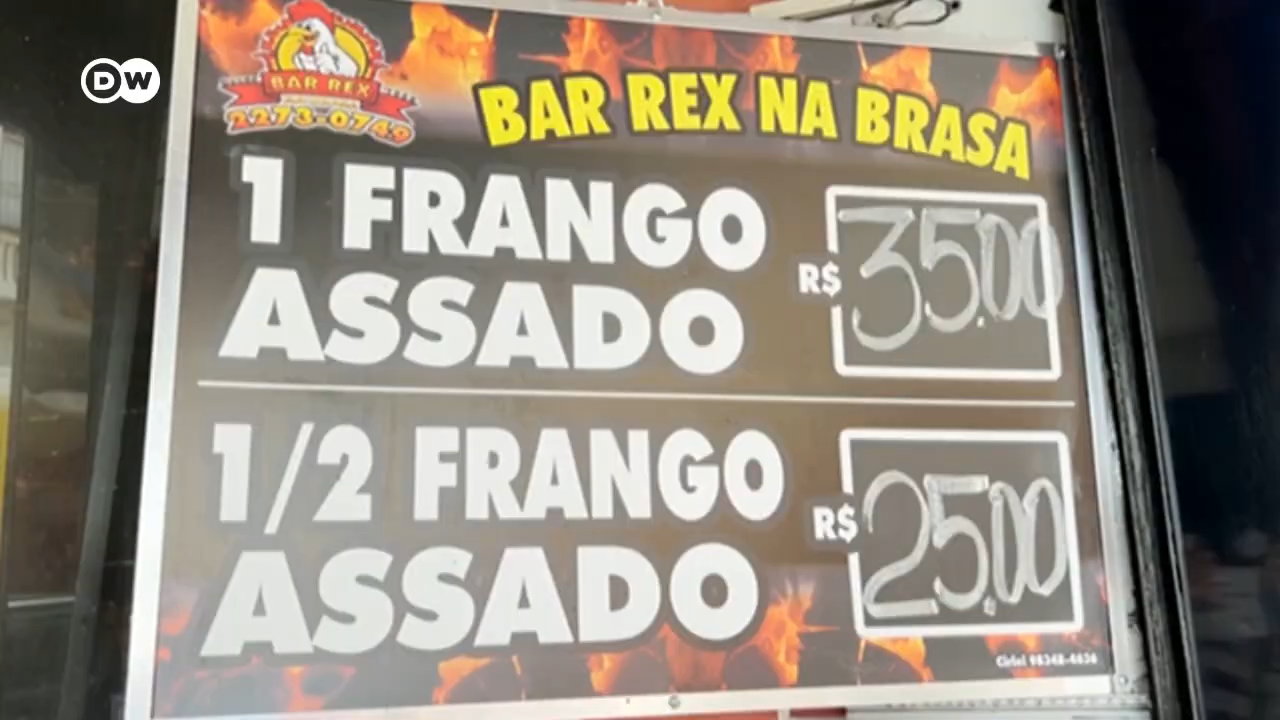 DW
BAR REX
2273-0749
BAR REX NA BRASA
1 FRANGO
ASSADO
R$ 35.00
1/2 FRANGO
ASSADO
R$ 25.00